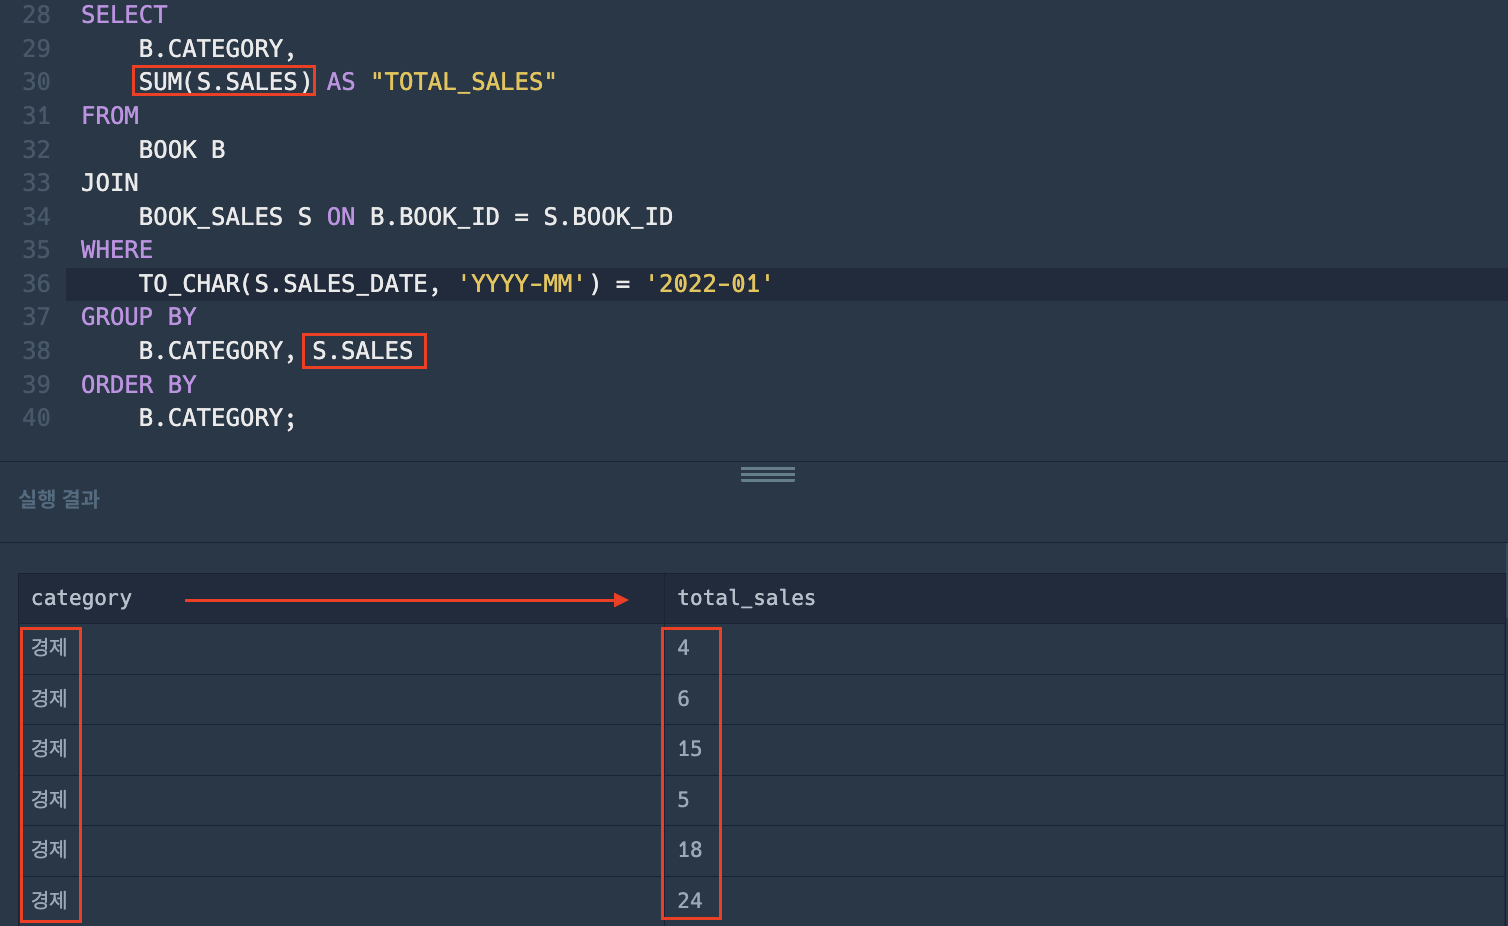 28 SELECT
29 B.CATEGORY,
30 SUM(S.SALES) AS "TOTAL_SALES"
31 FROM
32 BOOK B
33 JOIN
34 BOOK_SALES S ON B.BOOK_ID = S.BOOK_ID
35 WHERE
36 TO_CHAR(S.SALES_DATE, 'YYYY-MM') = '2022-01'
37 GROUP BY
38 B.CATEGORY, S.SALES
39 ORDER BY
40 B.CATEGORY;
실행 결과
category total_sales
경제 4
경제 6
경제 15
경제 5
경제 18
경제 24